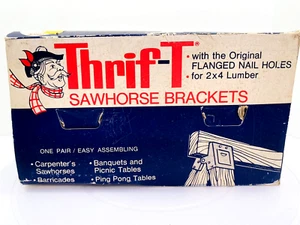 Thrif-T
• with the Original
FLANGED NAIL HOLES
• for 2x4 Lumber
SAWHORSE BRACKETS
ONE PAIR / EASY ASSEMBLING
• Carpenter's
Sawhorses
• Barricades
• Banquets and
Picnic Tables
• Ping Pong Tables